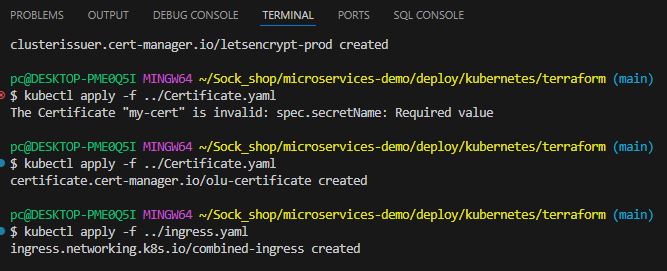 PROBLEMS OUTPUT DEBUG CONSOLE TERMINAL PORTS SQL CONSOLE
clusterissuer.cert-manager.io/letsencrypt-prod created
pc@DESKTOP-PME0Q5I MINGW64 ~/Sock_shop/microservices-demo/deploy/kubernetes/terraform (main)
$ kubectl apply -f ../Certificate.yaml
The Certificate "my-cert" is invalid: spec.secretName: Required value
pc@DESKTOP-PME0Q5I MINGW64 ~/Sock_shop/microservices-demo/deploy/kubernetes/terraform (main)
$ kubectl apply -f ../Certificate.yaml
certificate.cert-manager.io/olu-certificate created
pc@DESKTOP-PME0Q5I MINGW64 ~/Sock_shop/microservices-demo/deploy/kubernetes/terraform (main)
$ kubectl apply -f ../ingress.yaml
ingress.networking.k8s.io/combined-ingress created